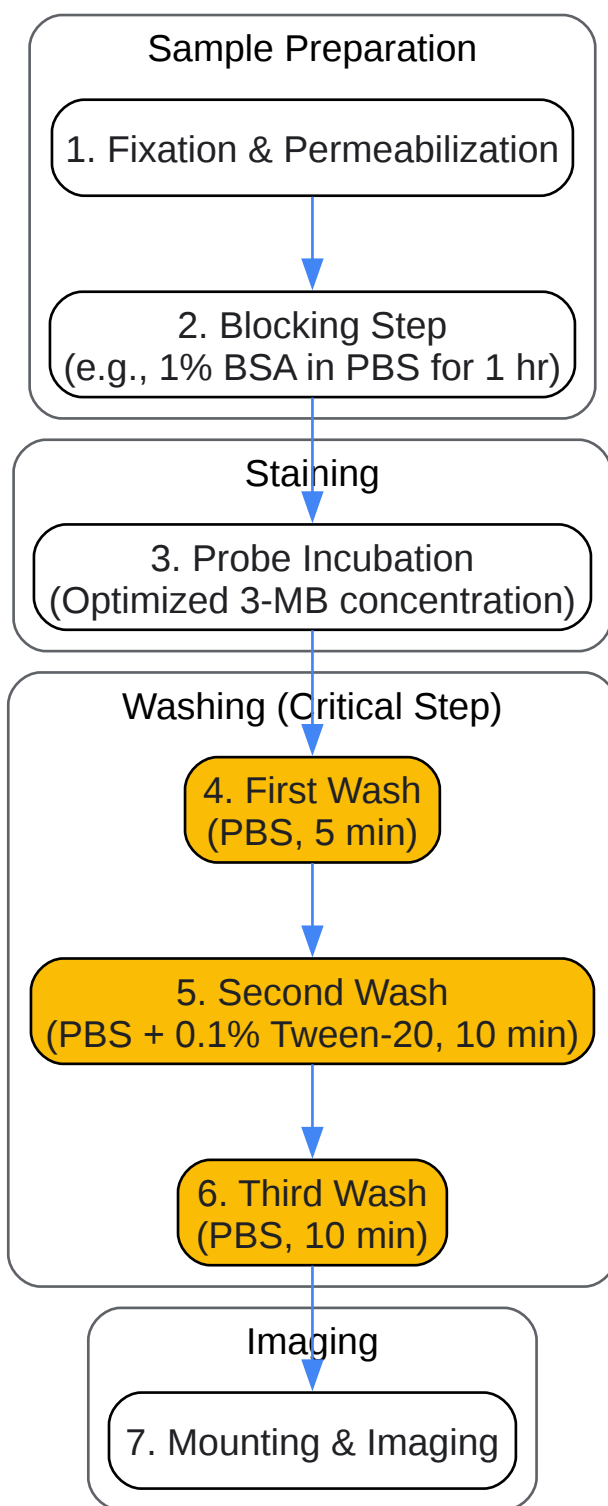 Sample Preparation
1. Fixation & Permeabilization
2. Blocking Step
(e.g., 1% BSA in PBS for 1 hr)
Staining
3. Probe Incubation
(Optimized 3-MB concentration)
Washing (Critical Step)
4. First Wash
(PBS, 5 min)
5. Second Wash
(PBS + 0.1% Tween-20, 10 min)
6. Third Wash
(PBS, 10 min)
Imaging
7. Mounting & Imaging